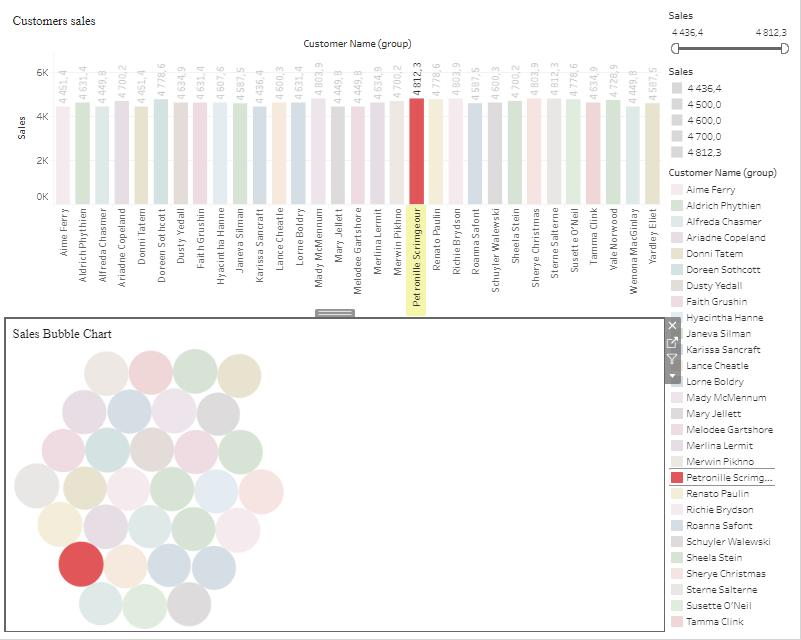 Customers sales
Customer Name (group)
Sales
6K
4K
2K
0K
4 451,4
4 631,4
4 449,8
4 700,2
4 451,4
4 778,6
4 634,9
4 631,4
4 607,6
4 587,5
4 436,4
4 600,3
4 631,4
4 803,9
4 449,8
4 449,8
4 634,9
4 700,2
4 812,3
4 778,6
4 803,9
4 587,5
4 600,3
4 700,2
4 803,9
4 812,3
4 778,6
4 634,9
4 728,9
4 449,8
4 587,5
Aime Ferry
Aldrich Phythien
Alfreda Chasmer
Ariadne Copeland
Donni Tatem
Doreen Sothcott
Dusty Yedall
Faith Grushin
Hyacintha Hanne
Janeva Silman
Karissa Sancraft
Lance Cheatle
Lorne Boldry
Mady McMennum
Mary Jellett
Melodee Gartshore
Merlina Lermit
Merwin Pikhno
Petronille Scrimgeour
Renato Paulin
Richie Brydson
Roanna Safont
Schuyler Walewski
Sheela Stein
Sherye Christmas
Sterne Salterne
Susette O'Neil
Tamma Clink
Yale Norwood
Wenona MacGinlay
Yardley Eliet
Sales Bubble Chart
Sales
4 436,4 4 812,3
Sales
4 436,4
4 500,0
4 600,0
4 700,0
4 812,3
Customer Name (group)
Aime Ferry
Aldrich Phythien
Alfreda Chasmer
Ariadne Copeland
Donni Tatem
Doreen Sothcott
Dusty Yedall
Faith Grushin
Hyacintha Hanne
Janeva Silman
Karissa Sancraft
Lance Cheatle
Lorne Boldry
Mady McMennum
Mary Jellett
Melodee Gartshore
Merlina Lermit
Merwin Pikhno
Petronille Scrimg...
Renato Paulin
Richie Brydson
Roanna Safont
Schuyler Walewski
Sheela Stein
Sherye Christmas
Sterne Salterne
Susette O'Neil
Tamma Clink